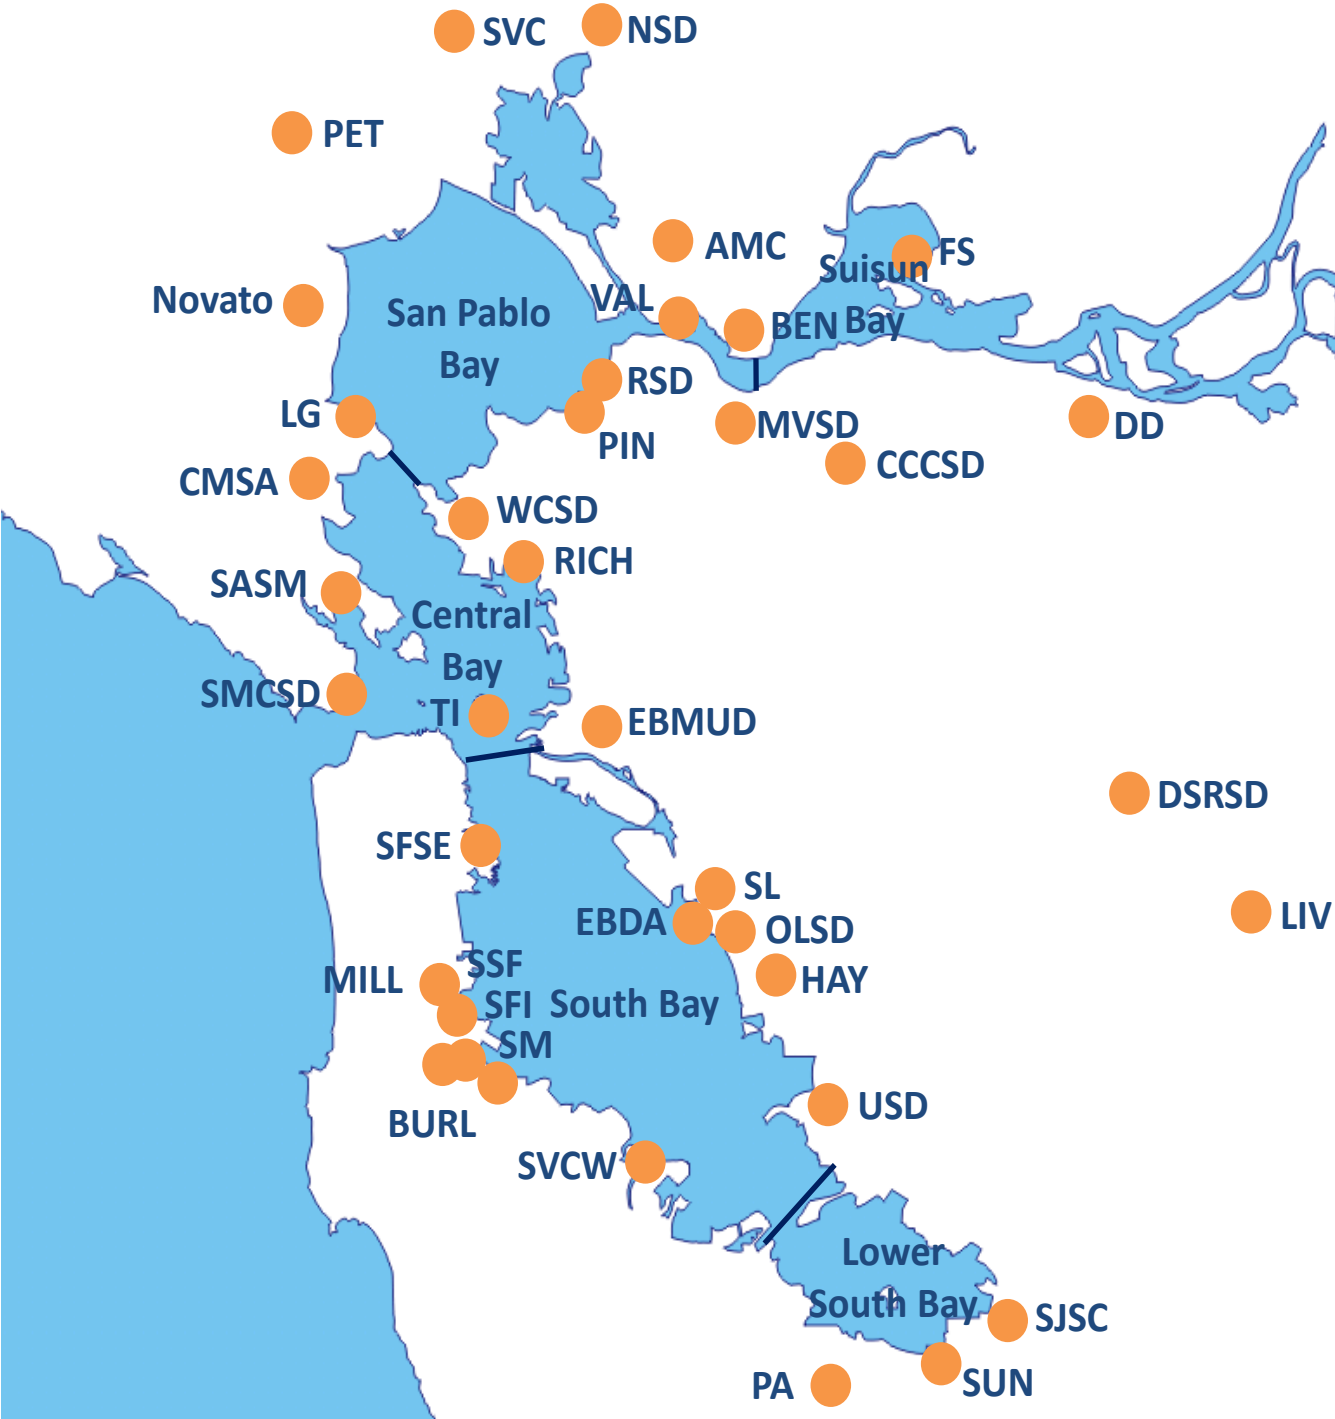 SVC
NSD
PET
AMC
FS
Suisun
Bay
Novato
San Pablo
Bay
VAL
BEN
RSD
LG
PIN
MVSD
DD
CCCSD
CMSA
WCSD
RICH
SASM
Central
Bay
SMCSD
TI
EBMUD
DSRSD
SFSE
SL
LIV
EBDA
OLSD
SSF
MILL
HAY
SFI
South Bay
SM
BURL
USD
SVCW
Lower
South Bay
SJSC
PA
SUN